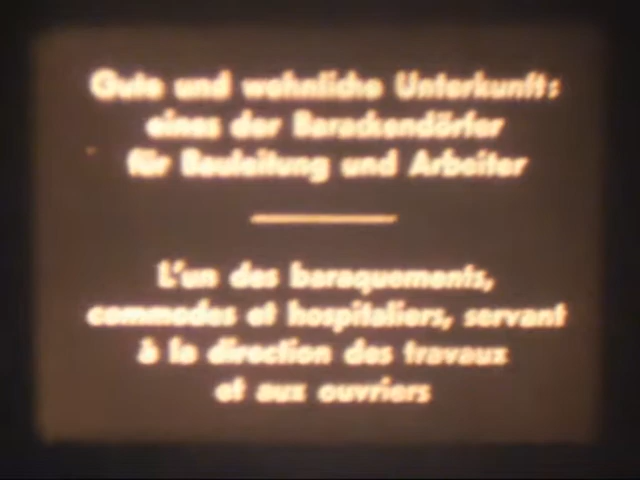 Gute und wohnliche Unterkunft:
eines der Barackendörfer
für Bauleitung und Arbeiter
L'un des baraquements,
commodes et hospitaliers, servant
à la direction des travaux
et aux ouvriers